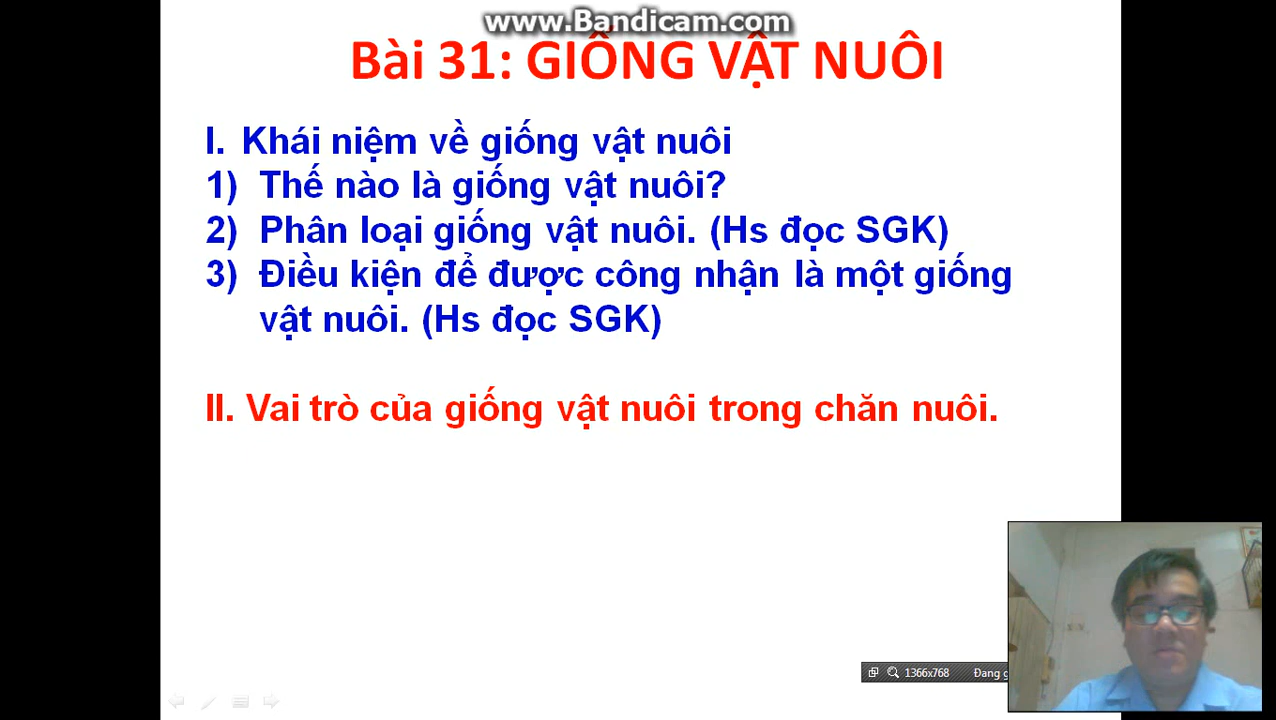 www.Bandicam.com
Bài 31: GIỐNG VẬT NUÔI
I. Khái niệm về giống vật nuôi
1) Thế nào là giống vật nuôi?
2) Phân loại giống vật nuôi. (Hs đọc SGK)
3) Điều kiện để được công nhận là một giống
vật nuôi. (Hs đọc SGK)
II. Vai trò của giống vật nuôi trong chăn nuôi.
1366x768 Đang g